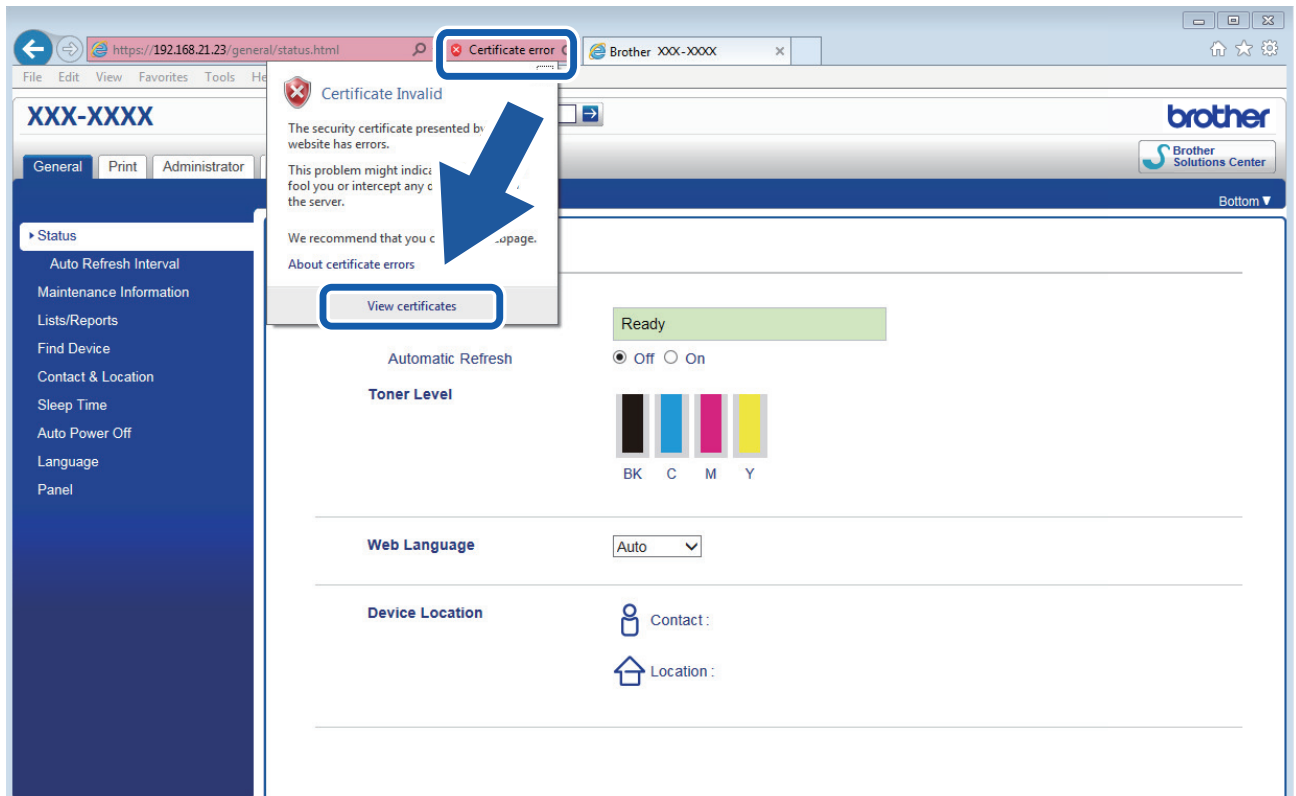 https://192.168.21.23/general/status.html
Certificate error
Brother XXX-XXXX
File Edit View Favorites Tools He
Certificate Invalid
The security certificate presented by
website has errors.
This problem might
fool you or intercept any
the server.
We recommend that you
About certificate errors
View certificates
XXX-XXXX
brother
General Print Administrator
Brother
Solutions Center
Bottom▼
Status
Auto Refresh Interval
Maintenance Information
Lists/Reports
Find Device
Contact & Location
Sleep Time
Auto Power Off
Language
Panel
Ready
Automatic Refresh Off On
Toner Level
BK C M Y
Web Language Auto
Device Location Contact :
Location :